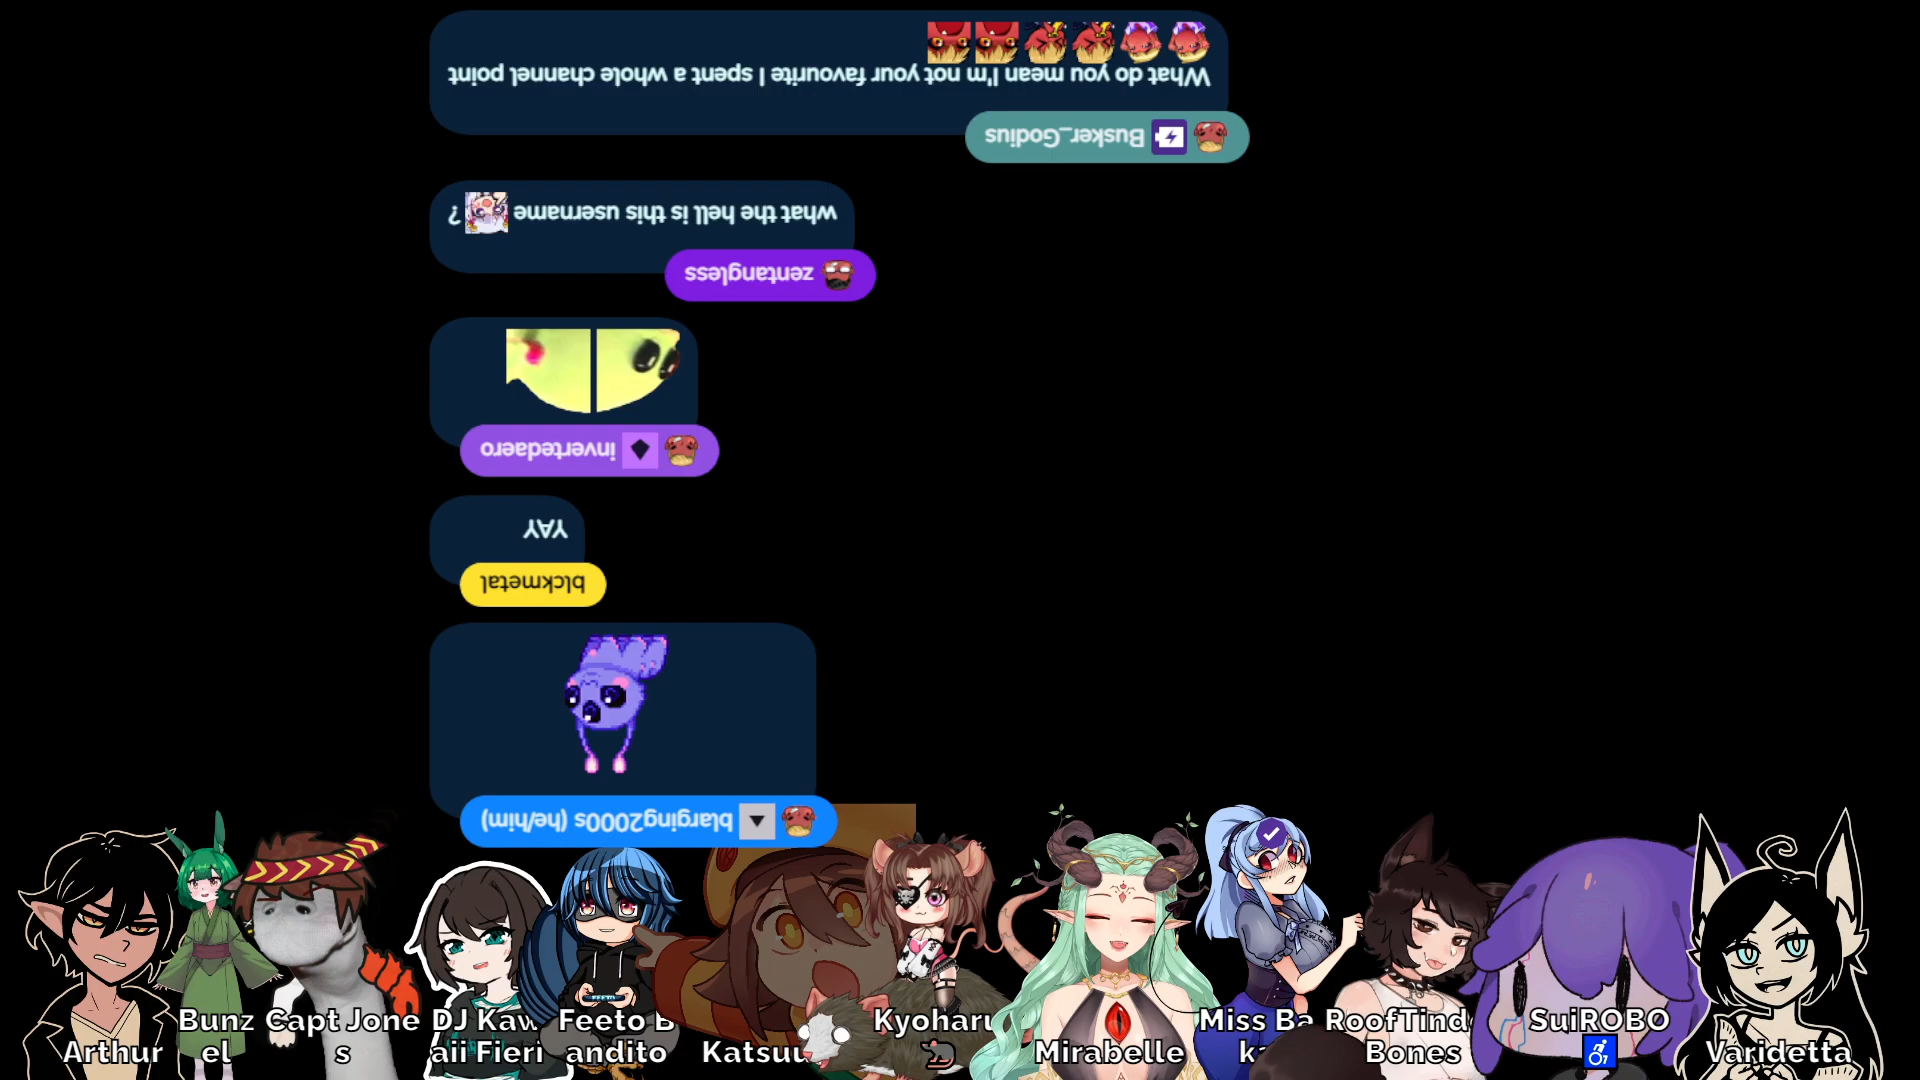 blarging2000s (he/him)
blckmetal
YAY
invertedaero
zentangless
what the hell is this username ?
Busker_Godius
What do you mean I'm not your favourite I spent a whole channel point
Arthur
Bunz
el
Capt Jone
s
DJ Kaw
aii Fieri
Feeto B
andito
Kyoharu
Mirabelle
Miss Ba
RoofTind
Bones
SuiROBO
Varidetta